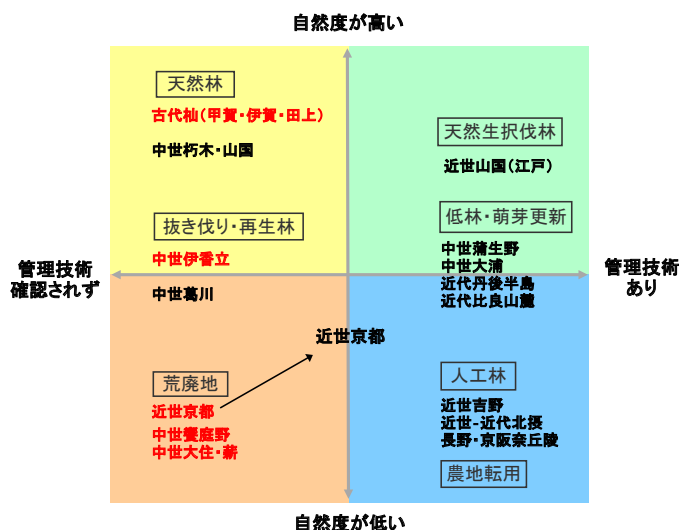 自然度が高い
天然林
古代杣(甲賀・伊賀・田上)
中世朽木・山国
天然生択伐林
近世山国(江戸)
抜き伐り・再生林
中世伊香立
低林・萌芽更新
中世蒲生野
中世大浦
近代丹後半島
近代比良山麓
管理技術
確認されず
管理技術
あり
中世葛川
近世京都
荒廃地
近世京都
中世饗庭野
中世大住・薪
人工林
近世吉野
近世-近代北摂
長野・京阪奈丘陵
農地転用
自然度が低い